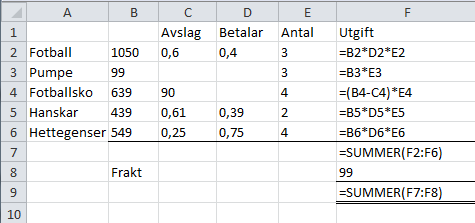 A B C D E F
1 Avslag Betalar Antal Utgift
2 Fotball 1050 0,6 0,4 3 =B2*D2*E2
3 Pumpe 99 3 =B3*E3
4 Fotballsko 639 90 4 =(B4-C4)*E4
5 Hanskar 439 0,61 0,39 2 =B5*D5*E5
6 Hettegenser 549 0,25 0,75 4 =B6*D6*E6
7 =SUMMER(F2:F6)
8 Frakt 99
9 =SUMMER(F7:F8)
10